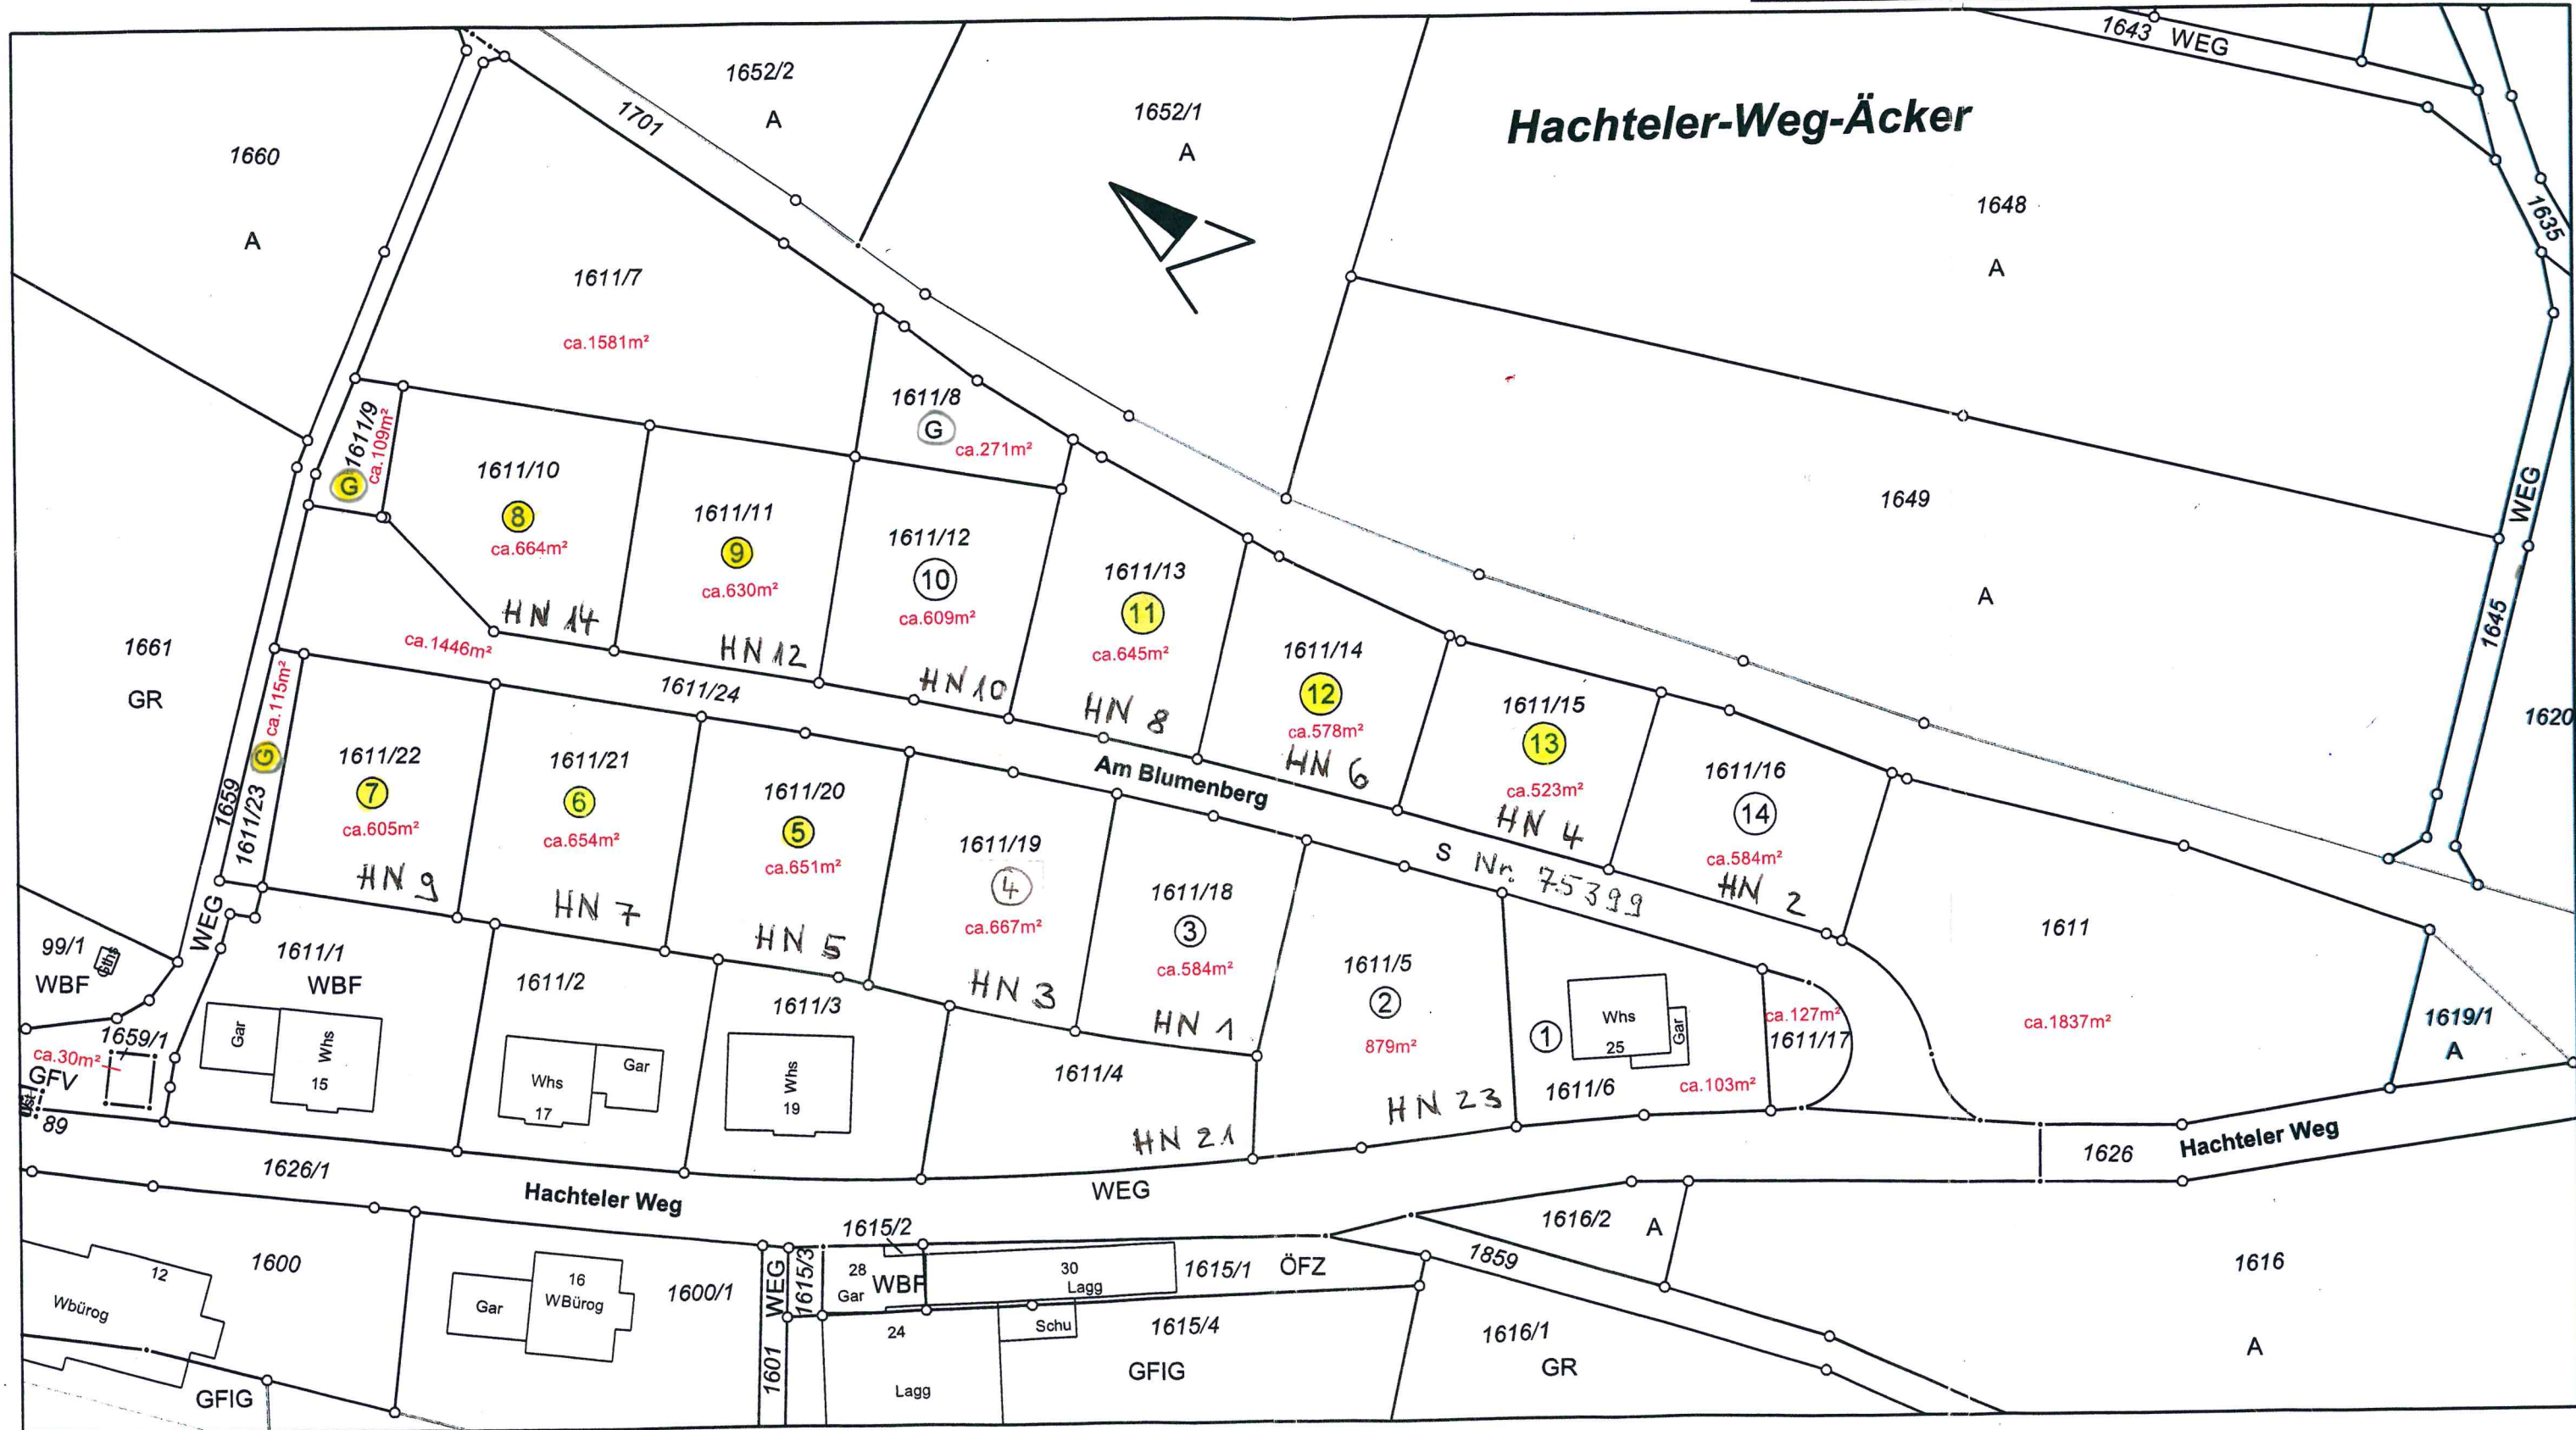 1643 WEG
1652/2
A
1701
1652/1
A
Hachteler-Weg-Äcker
1660
A
1648
A
1635
1611/7
ca.1581m²
1611/8
G
ca.271m²
1611/9
ca.109m²
G
1611/10
8
ca.664m²
HN 14
1611/11
9
ca.630m²
HN 12
1611/12
10
ca.609m²
HN 10
1611/13
11
ca.645m²
HN 8
1611/14
12
ca.578m²
HN 6
1611/15
13
ca.523m²
HN 4
1611/16
14
ca.584m²
HN 2
1649
A
WEG
1645
1620
1661
GR
ca.1446m²
1611/24
Am Blumenberg
S Nr. 75399
ca.115m²
G
1611/23
1659
WEG
1611/22
7
ca.605m²
HN 9
1611/21
6
ca.654m²
HN 7
1611/20
5
ca.651m²
HN 5
1611/19
4
ca.667m²
HN 3
1611/18
3
ca.584m²
HN 1
1611/5
2
879m²
HN 23
1
Whs
25
Gar
1611/6
ca.103m²
ca.127m²
1611/17
1611
ca.1837m²
1619/1
A
99/1
Gths
WBF
1659/1
ca.30m²
GFV
Ust
89
1611/1
WBF
Gar
Whs
15
1611/2
Whs
17
Gar
1611/3
Whs
19
1611/4
HN 21
1626/1
Hachteler Weg
WEG
1626
Hachteler Weg
1600
12
Wbürog
GFIG
Gar
16
WBürog
1600/1
WEG
1601
1615/3
1615/2
28
Gar
WBF
30
Lagg
1615/1
ÖFZ
24
Lagg
Schu
1615/4
GFIG
1616/2
A
1859
1616/1
GR
1616
A